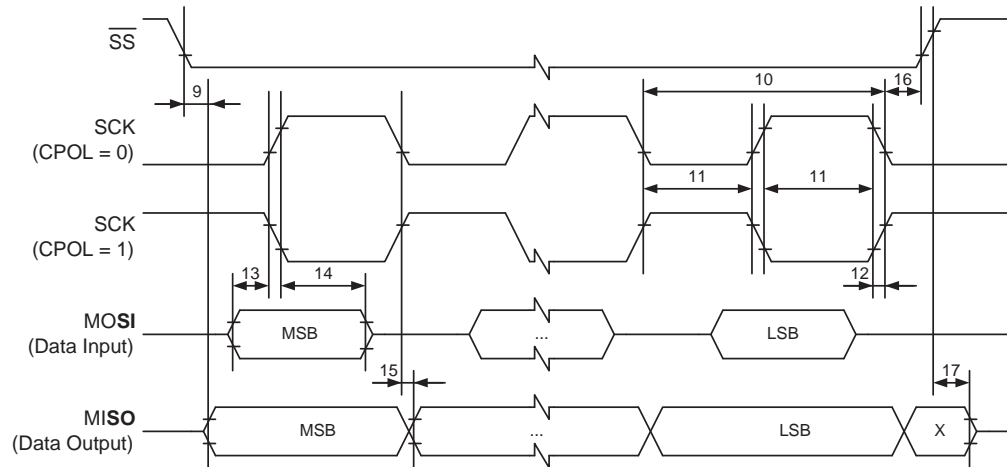 SS
10
16
9
SCK
(CPOL = 0)
11
11
SCK
(CPOL = 1)
13
14
12
MOSI
(Data Input)
MSB
...
LSB
15
17
MISO
(Data Output)
MSB
...
LSB
X